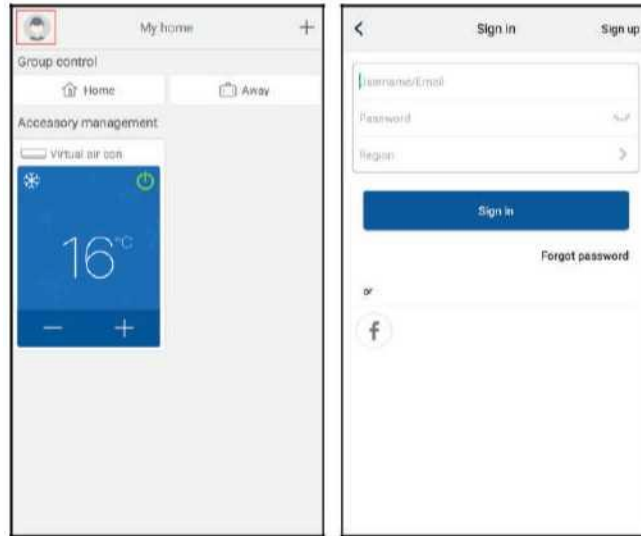 My home
+
Group control
Home
Away
Accessory management
Virtual air con
16°C
− +
< Sign in Sign up
Username/Email
Password
Region >
Sign in
Forgot password
or
f